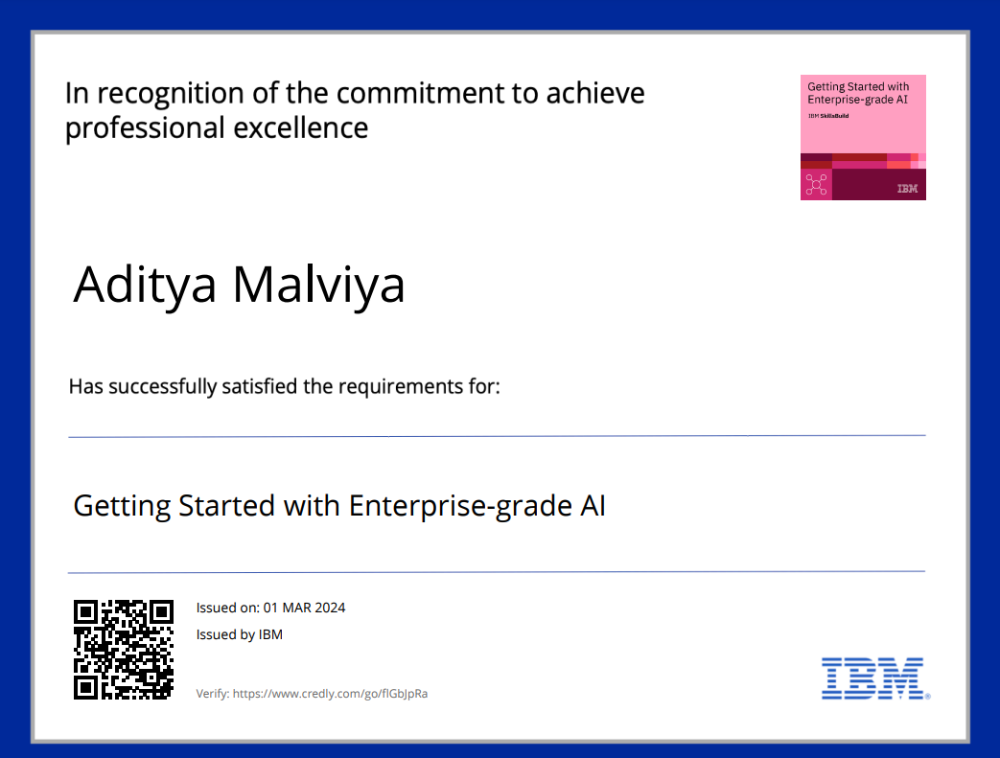 In recognition of the commitment to achieve
professional excellence
Getting Started with
Enterprise-grade AI
IBM SkillsBuild
IBM
Aditya Malviya
Has successfully satisfied the requirements for:
Getting Started with Enterprise-grade AI
Issued on: 01 MAR 2024
Issued by IBM
Verify: https://www.credly.com/go/flGbJpRa
IBM®